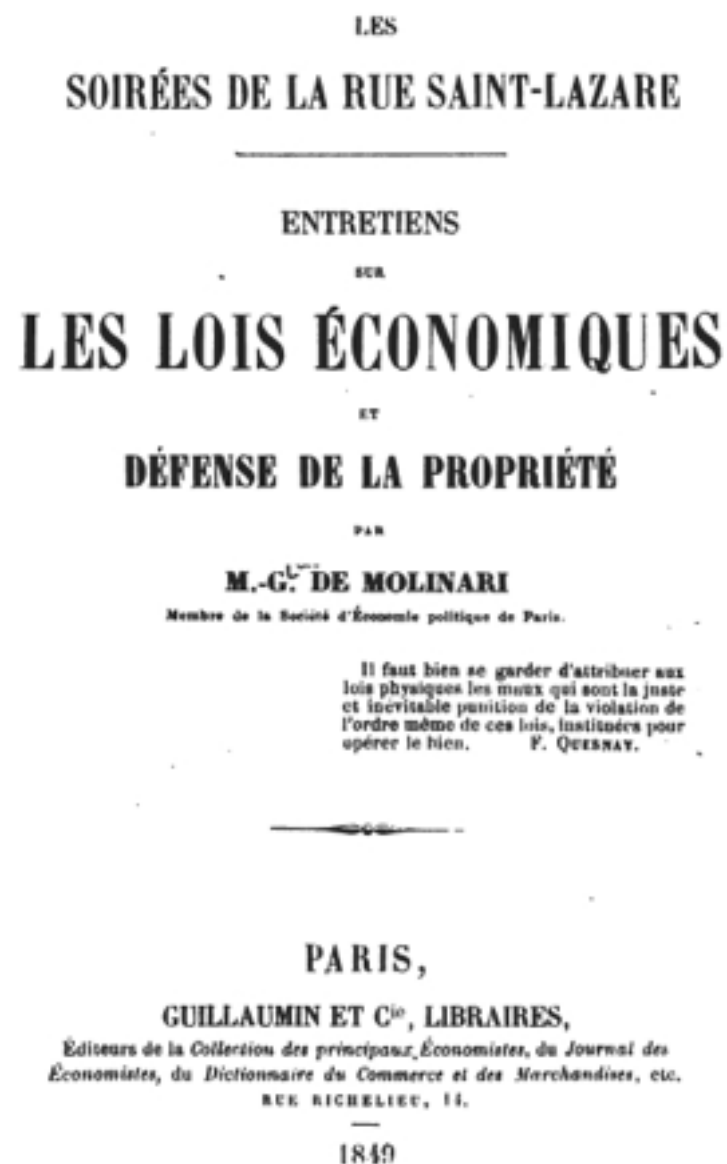 LES
SOIRÉES DE LA RUE SAINT-LAZARE
ENTRETIENS
SUR
LES LOIS ÉCONOMIQUES
ET
DÉFENSE DE LA PROPRIÉTÉ
PAR
M.-G. DE MOLINARI
Membre de la Société d'Économie politique de Paris.
Il faut bien se garder d'attribuer aux
lois physiques les maux qui sont la juste
et inévitable punition de la violation de
l'ordre même de ces lois, instituées pour
opérer le bien. F. QUESNAY.
PARIS,
GUILLAUMIN ET Cie, LIBRAIRES,
Éditeurs de la Collection des principaux Économistes, du Journal des
Économistes, du Dictionnaire du Commerce et des Marchandises, etc.
RUE RICHELIEU, 14.
1849